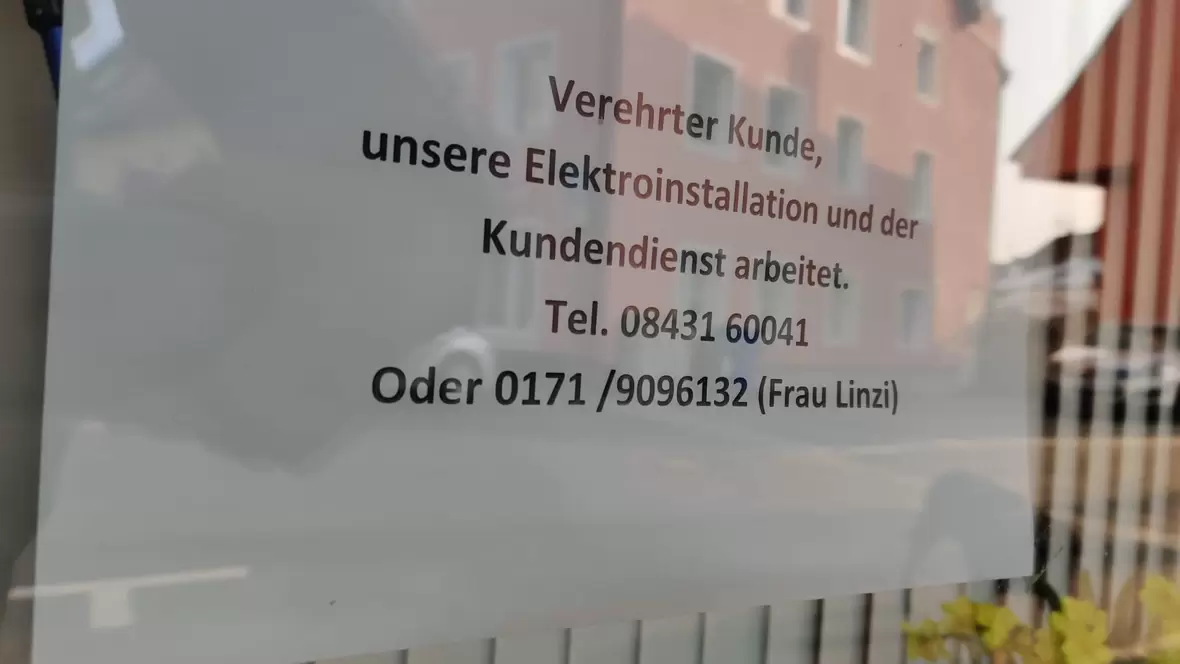 Verehrter Kunde,
unsere Elektroinstallation und der
Kundendienst arbeitet.
Tel. 08431 60041
Oder 0171 /9096132 (Frau Linzi)